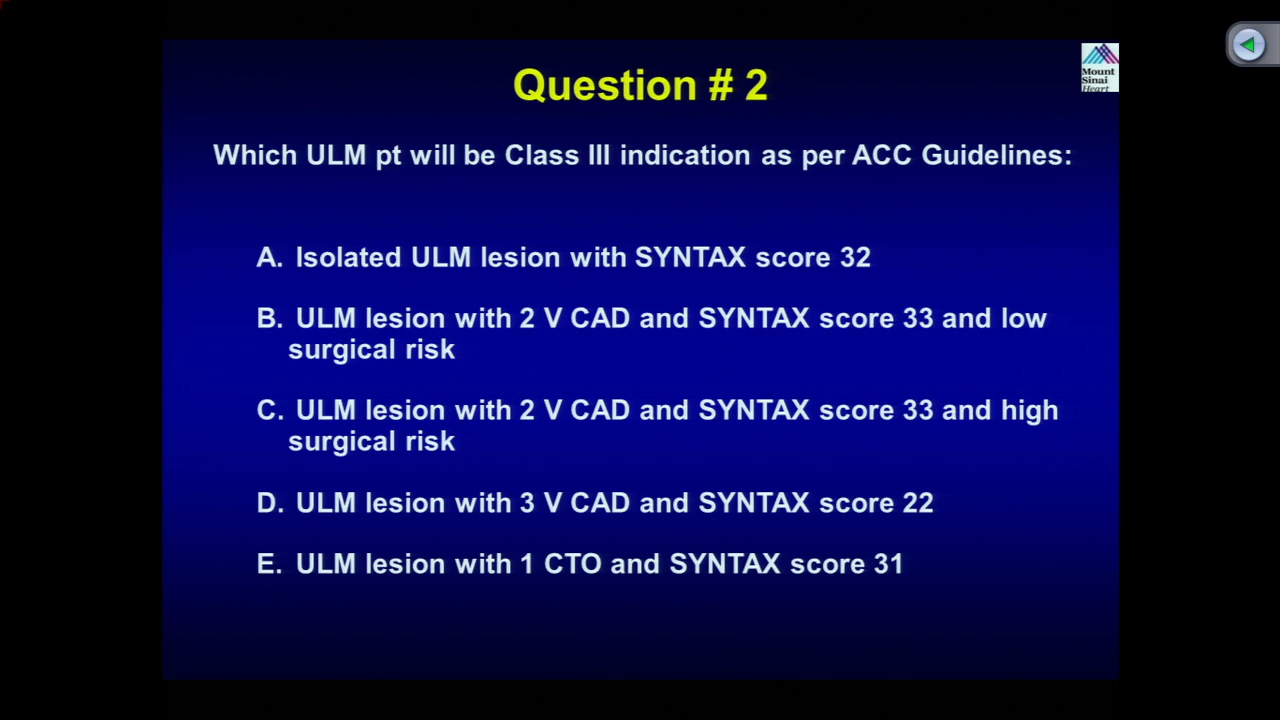 Question # 2
Mount
Sinai
Heart
Which ULM pt will be Class III indication as per ACC Guidelines:
A. Isolated ULM lesion with SYNTAX score 32
B. ULM lesion with 2 V CAD and SYNTAX score 33 and low
surgical risk
C. ULM lesion with 2 V CAD and SYNTAX score 33 and high
surgical risk
D. ULM lesion with 3 V CAD and SYNTAX score 22
E. ULM lesion with 1 CTO and SYNTAX score 31